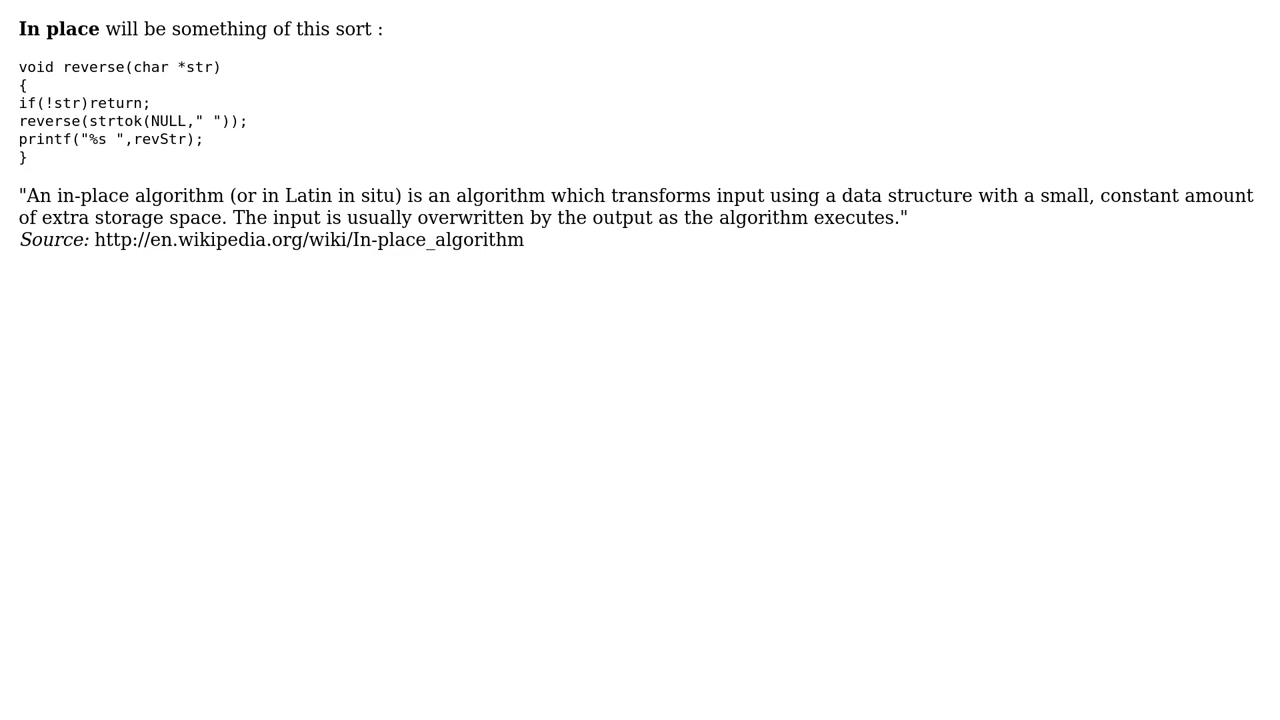 In place will be something of this sort :
void reverse(char *str)
{
if(!str)return;
reverse(strtok(NULL," "));
printf("%s ",revStr);
}
"An in-place algorithm (or in Latin in situ) is an algorithm which transforms input using a data structure with a small, constant amount
of extra storage space. The input is usually overwritten by the output as the algorithm executes."
Source: http://en.wikipedia.org/wiki/In-place_algorithm